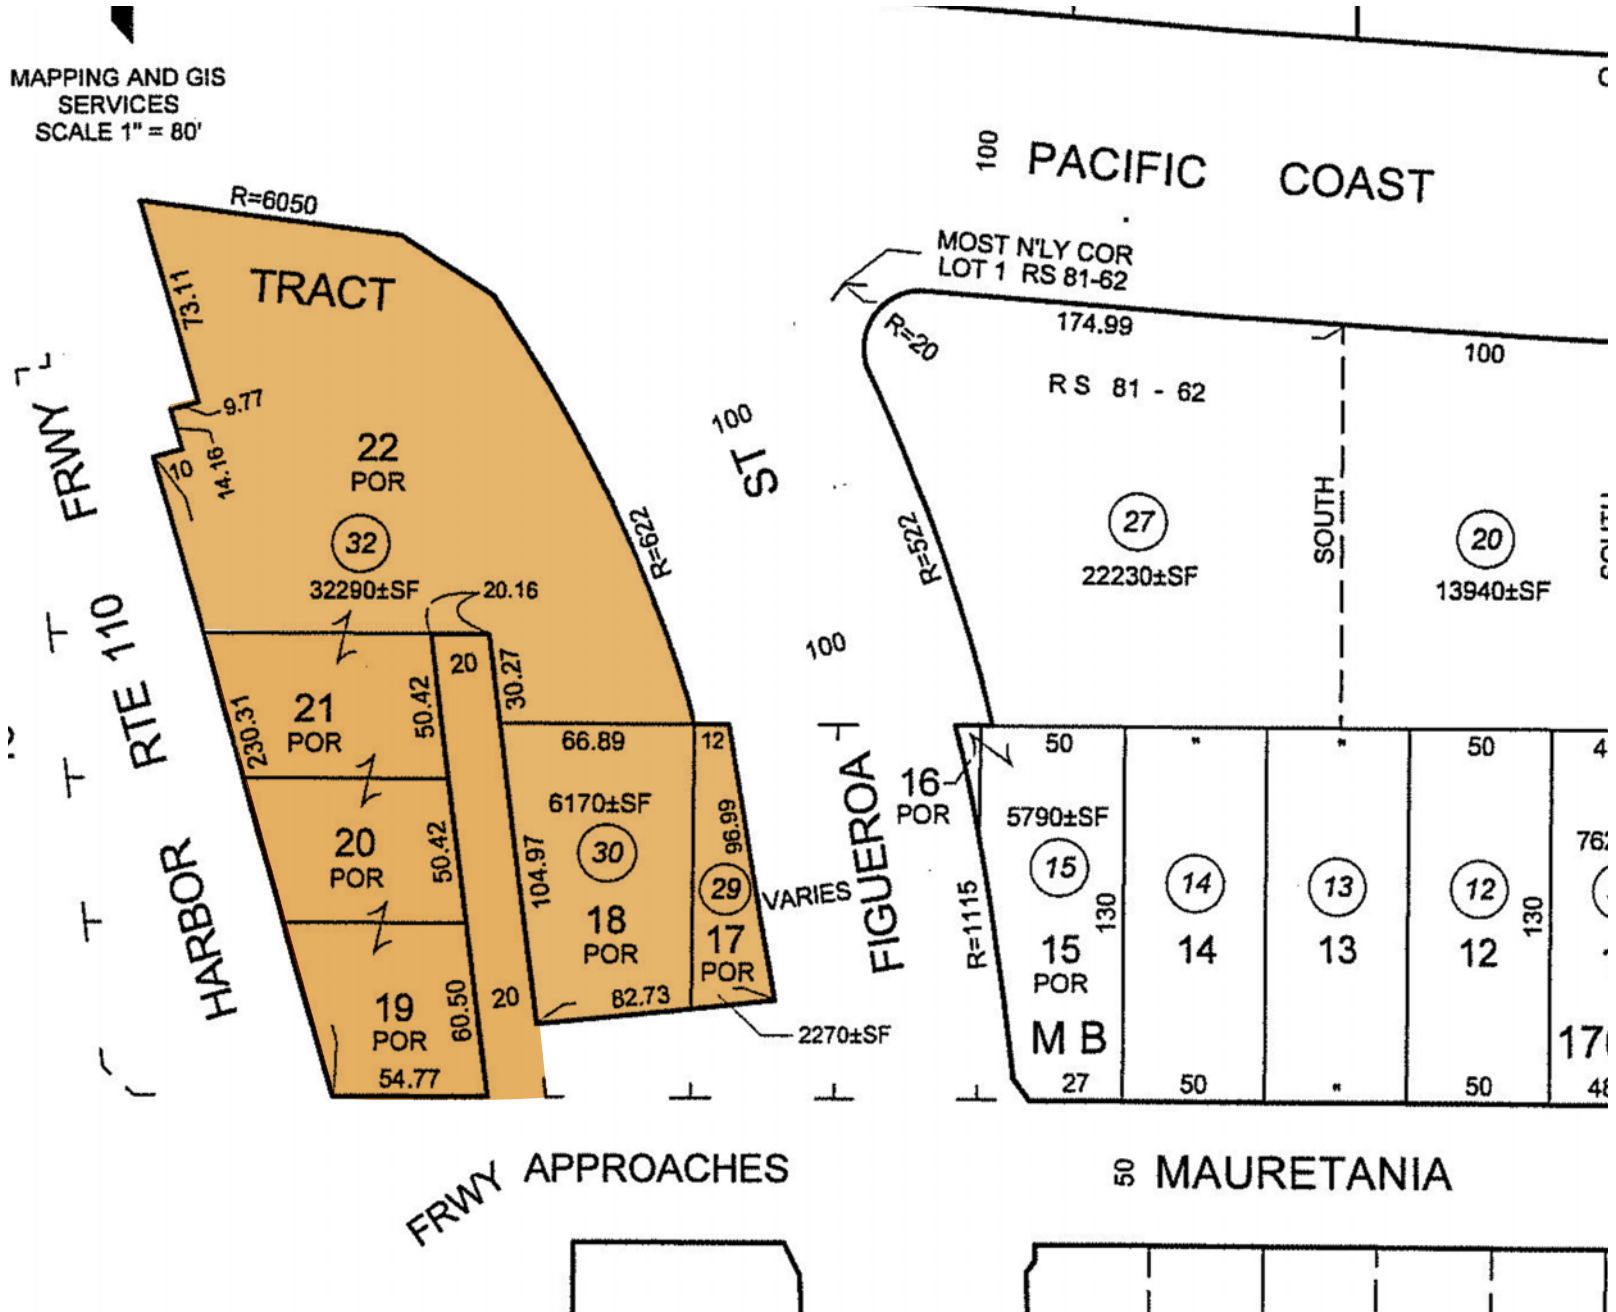 MAPPING AND GIS
SERVICES
SCALE 1" = 80'
100
PACIFIC COAST
R=6050
TRACT
73.11
MOST N'LY COR
LOT 1 RS 81-62
174.99
R=20
100
RS 81 - 62
9.77
14.16
10
FRWY
22
POR
32
32290±SF
20.16
100
ST
R=622
R=522
27
22230±SF
SOUTH
20
13940±SF
SOUTH
100
RTE 110
20
30.27
50.42
21
POR
230.31
66.89
12
50
"
"
50
16
POR
6170±SF
30
96.99
5790±SF
20
POR
50.42
104.97
29
VARIES
FIGUEROA
15
14
13
12
HARBOR
18
POR
17
POR
R=1115
130
130
15
POR
14
13
12
19
POR
60.50
20
82.73
2270±SF
M B
54.77
27
50
"
50
FRWY APPROACHES
50
MAURETANIA